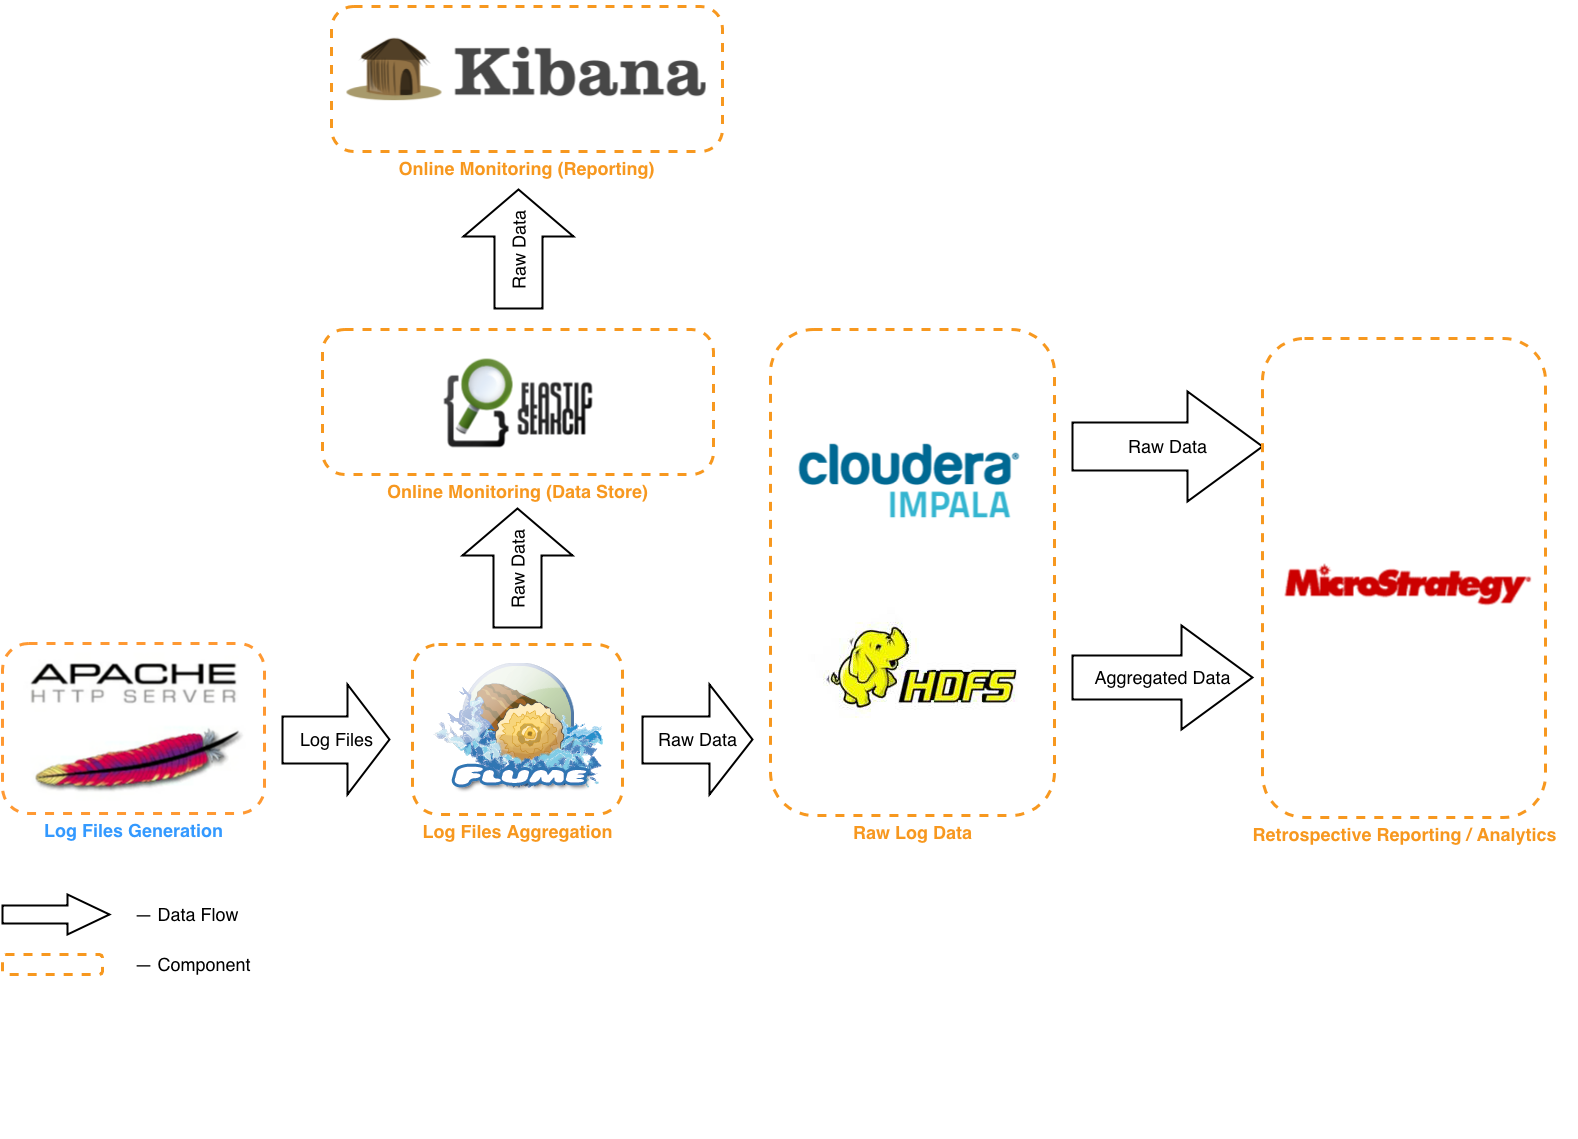 Kibana
Online Monitoring (Reporting)
Raw Data
ELASTIC
SEARCH
Online Monitoring (Data Store)
Raw Data
cloudera®
IMPALA
Raw Data
MicroStrategy
HDFS
Aggregated Data
APACHE
HTTP SERVER
Log Files
FLUME
Raw Data
Log Files Generation
Log Files Aggregation
Raw Log Data
Retrospective Reporting / Analytics
— Data Flow
— Component